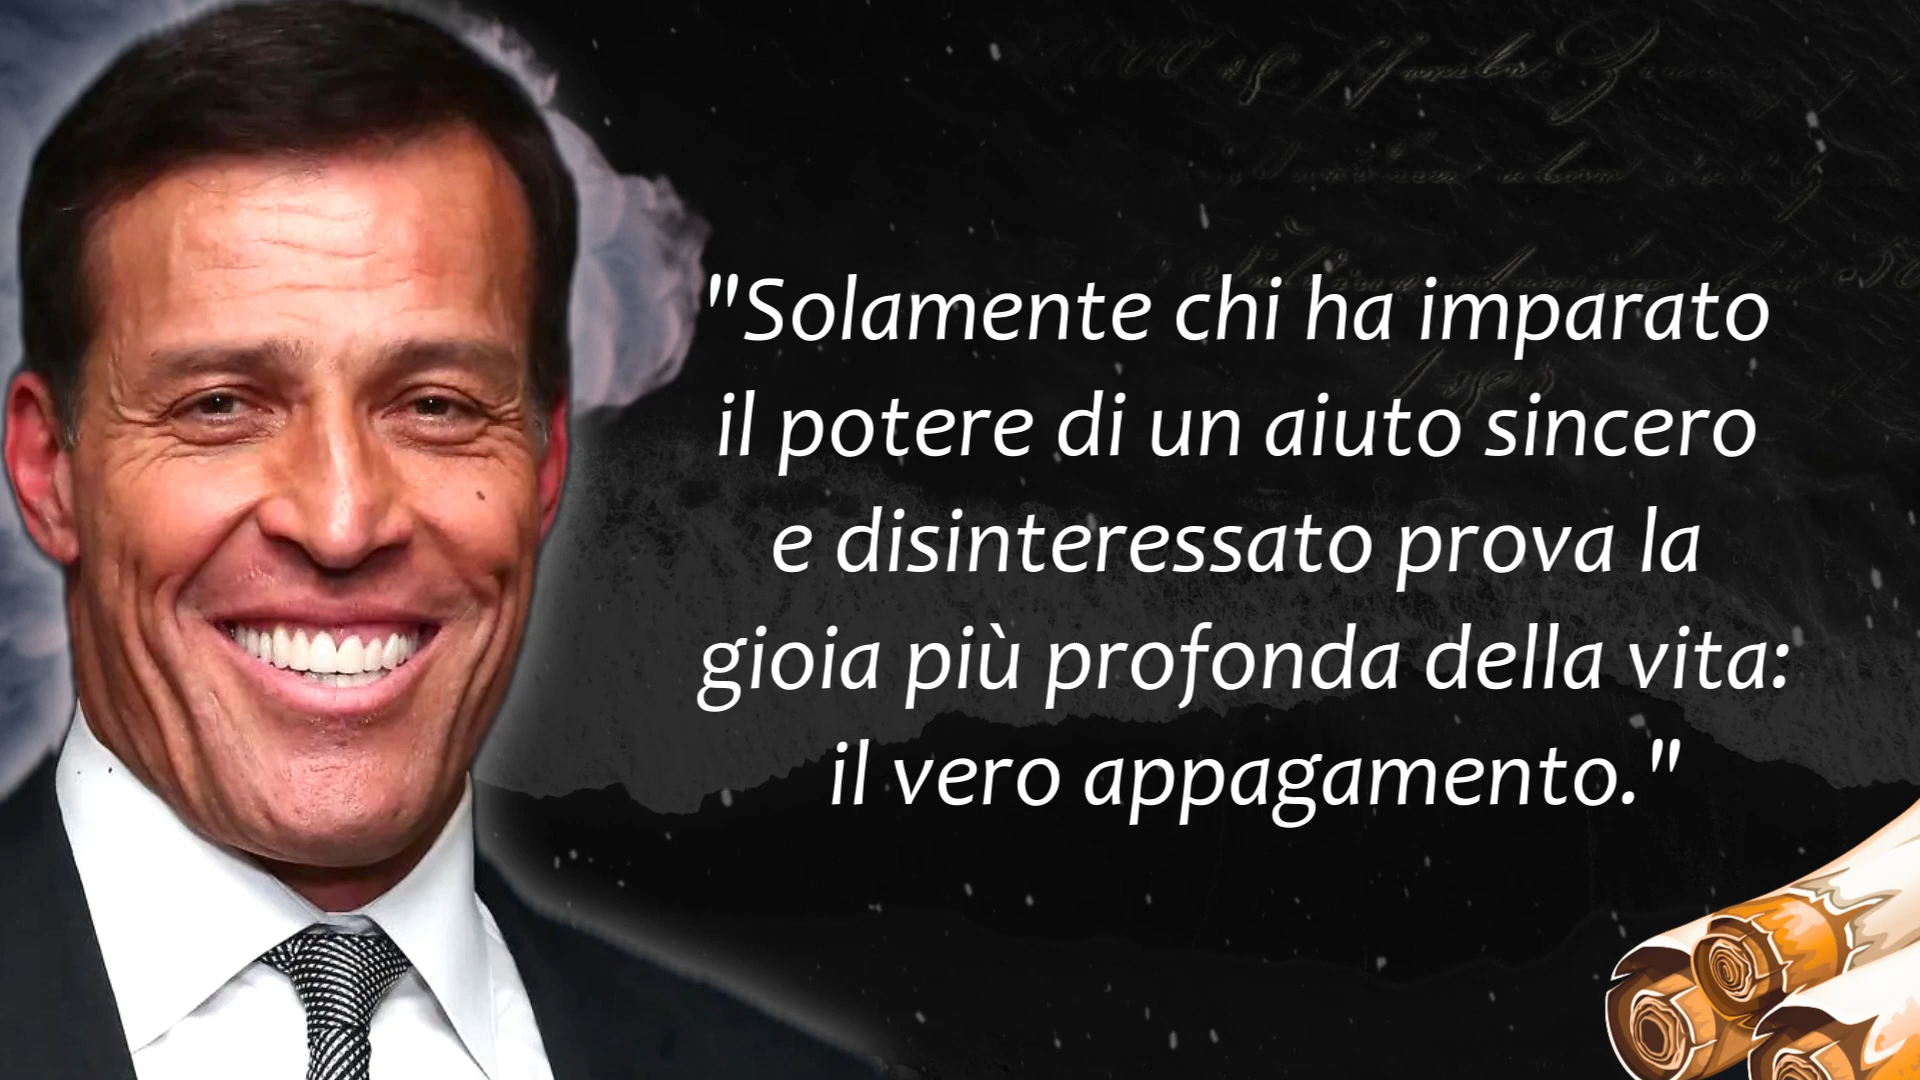 "Solamente chi ha imparato
il potere di un aiuto sincero
e disinteressato prova la
gioia più profonda della vita:
il vero appagamento."